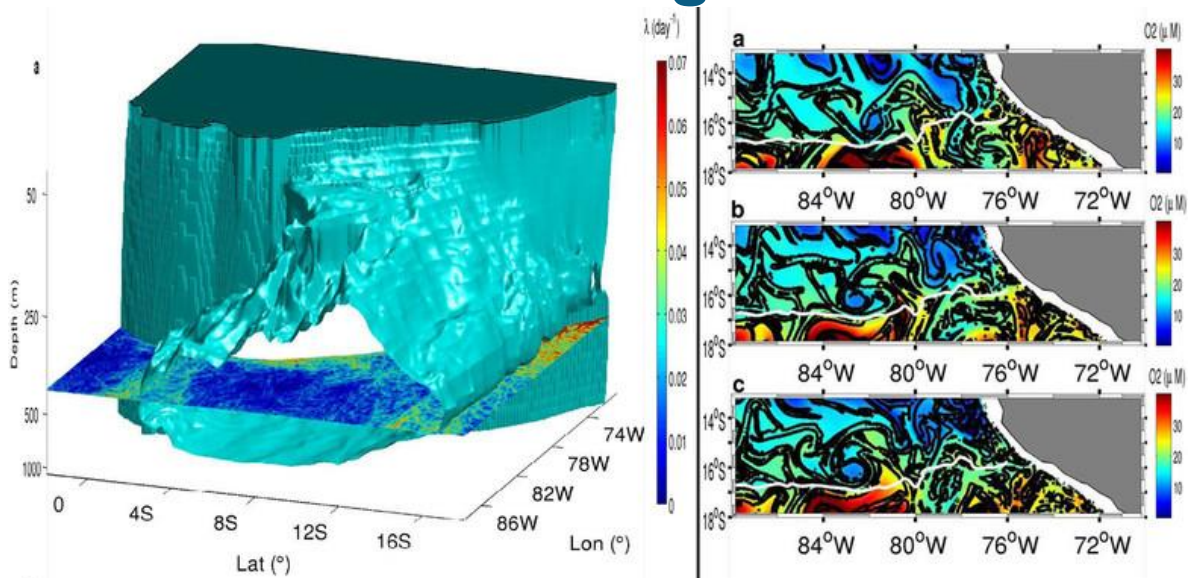 a
λ (day⁻¹)
0.07
0.06
0.05
0.04
0.03
0.02
0.01
0
Depth (m)
50
250
500
1000
0
4S
8S
12S
16S
Lat (°)
74W
78W
82W
86W
Lon (°)
a
O2 (μ M)
14°S
16°S
18°S
84°W
80°W
76°W
72°W
30
20
10
b
O2 (μ M)
14°S
16°S
18°S
84°W
80°W
76°W
72°W
30
20
10
c
O2 (μ M)
14°S
16°S
18°S
84°W
80°W
76°W
72°W
30
20
10